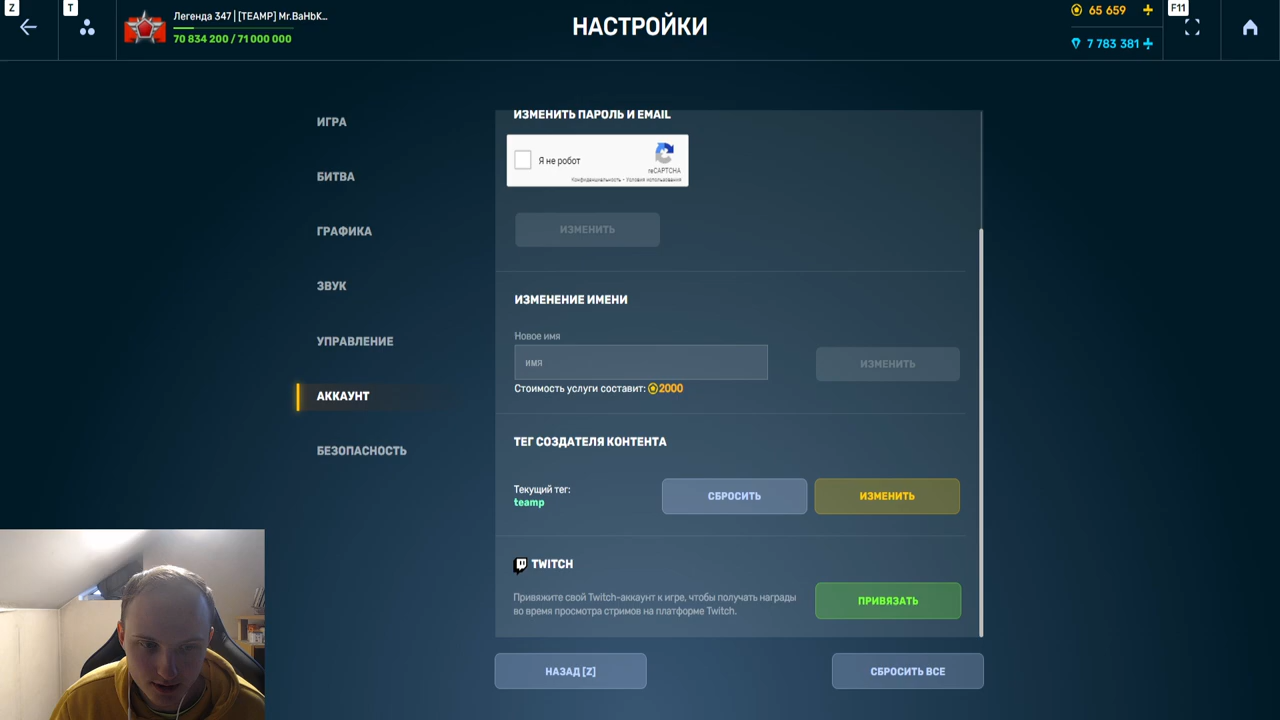 Z
T
Легенда 347 | [TEAMP] Mr.BaHbK...
70 834 200 / 71 000 000
НАСТРОЙКИ
65 659
7 783 381
F11
ИГРА
БИТВА
ГРАФИКА
ЗВУК
УПРАВЛЕНИЕ
АККАУНТ
БЕЗОПАСНОСТЬ
ИЗМЕНИТЬ ПАРОЛЬ И EMAIL
Я не робот
reCAPTCHA
Конфиденциальность - Условия использования
ИЗМЕНИТЬ
ИЗМЕНЕНИЕ ИМЕНИ
Новое имя
имя
ИЗМЕНИТЬ
Стоимость услуги составит: 2000
ТЕГ СОЗДАТЕЛЯ КОНТЕНТА
Текущий тег:
teamp
СБРОСИТЬ
ИЗМЕНИТЬ
TWITCH
Привяжите свой Twitch-аккаунт к игре, чтобы получать награды
во время просмотра стримов на платформе Twitch.
ПРИВЯЗАТЬ
НАЗАД [Z]
СБРОСИТЬ ВСЕ